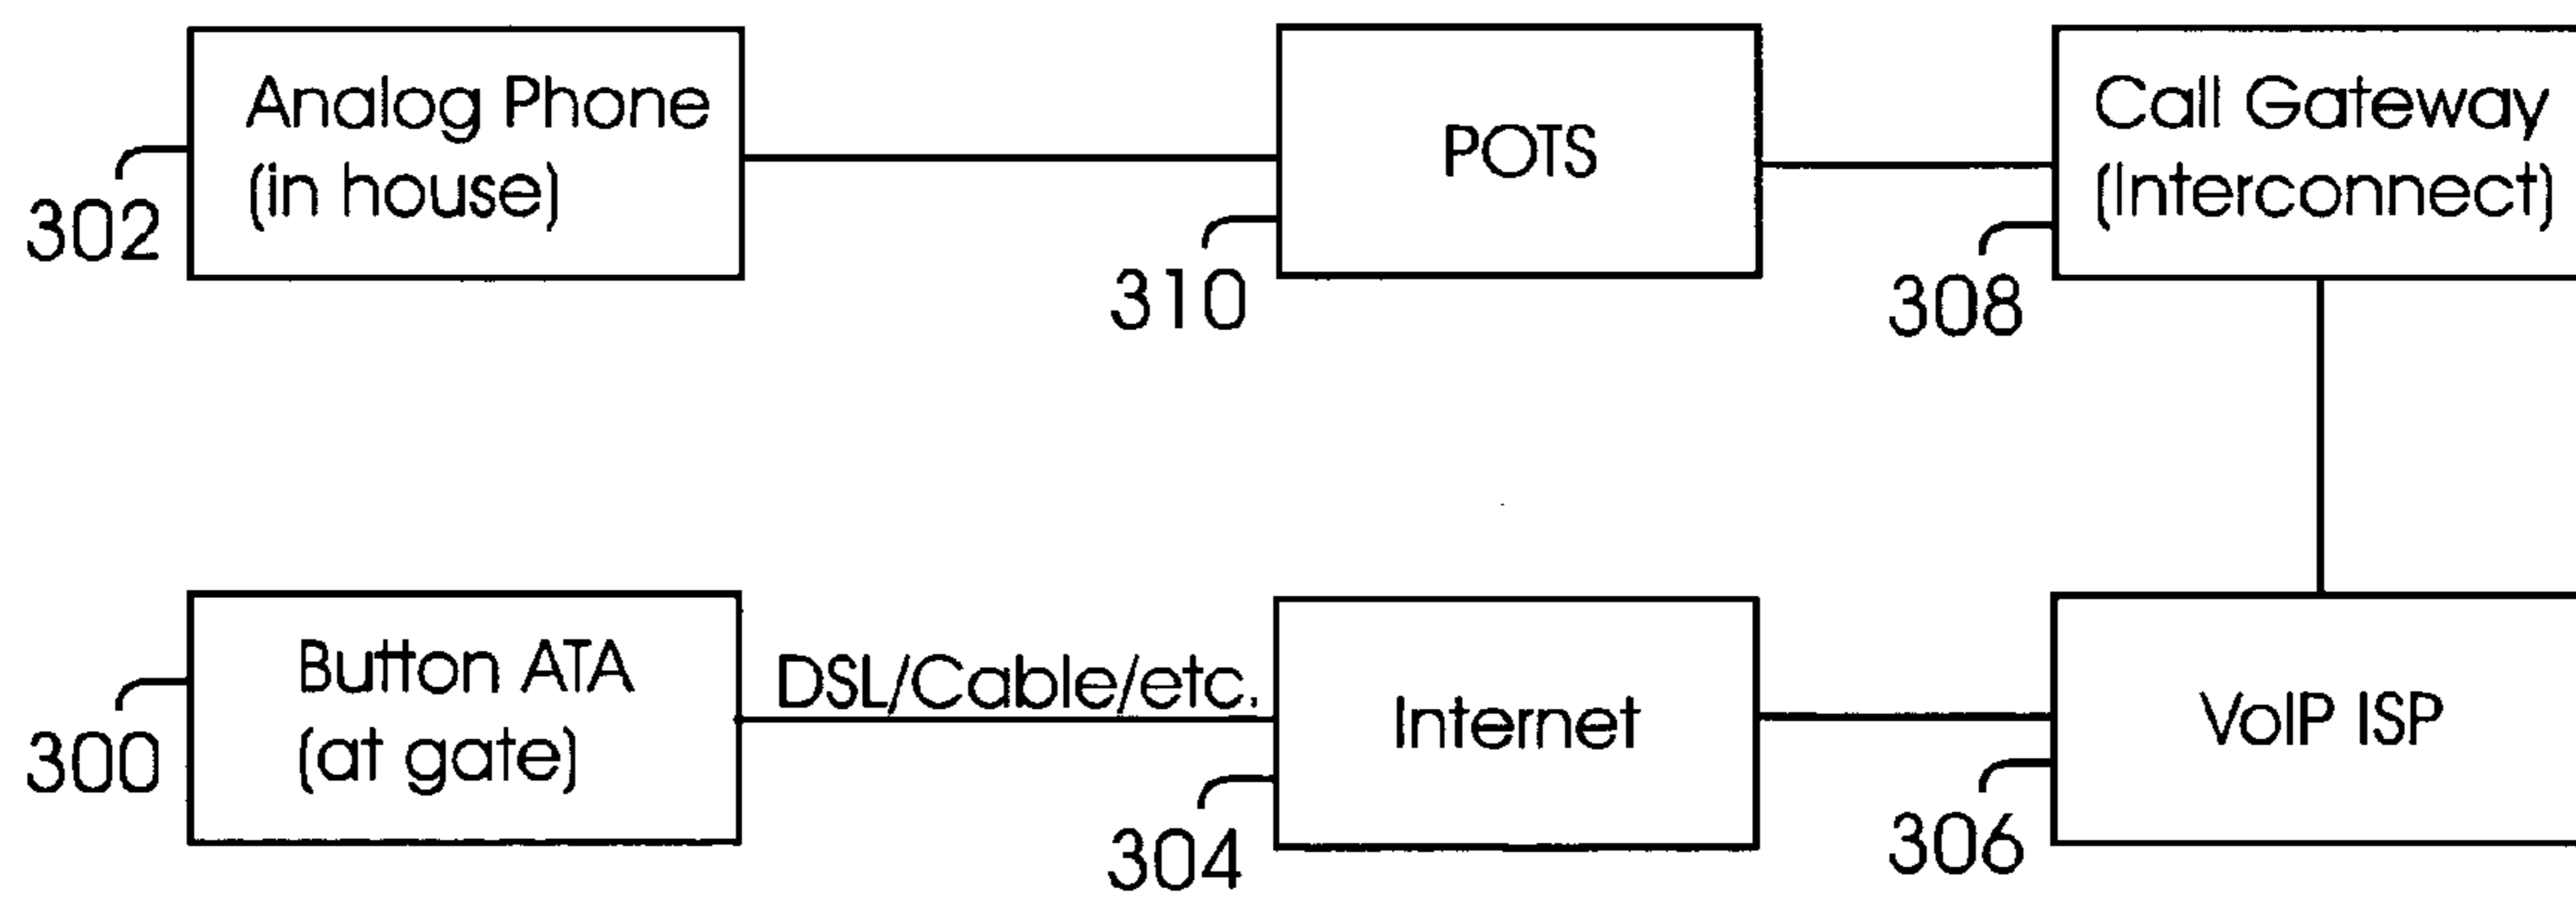 Analog Phone
(in house)
302
POTS
310
Call Gateway
(Interconnect)
308
Button ATA
(at gate)
300
DSL/Cable/etc.
Internet
304
VoIP ISP
306